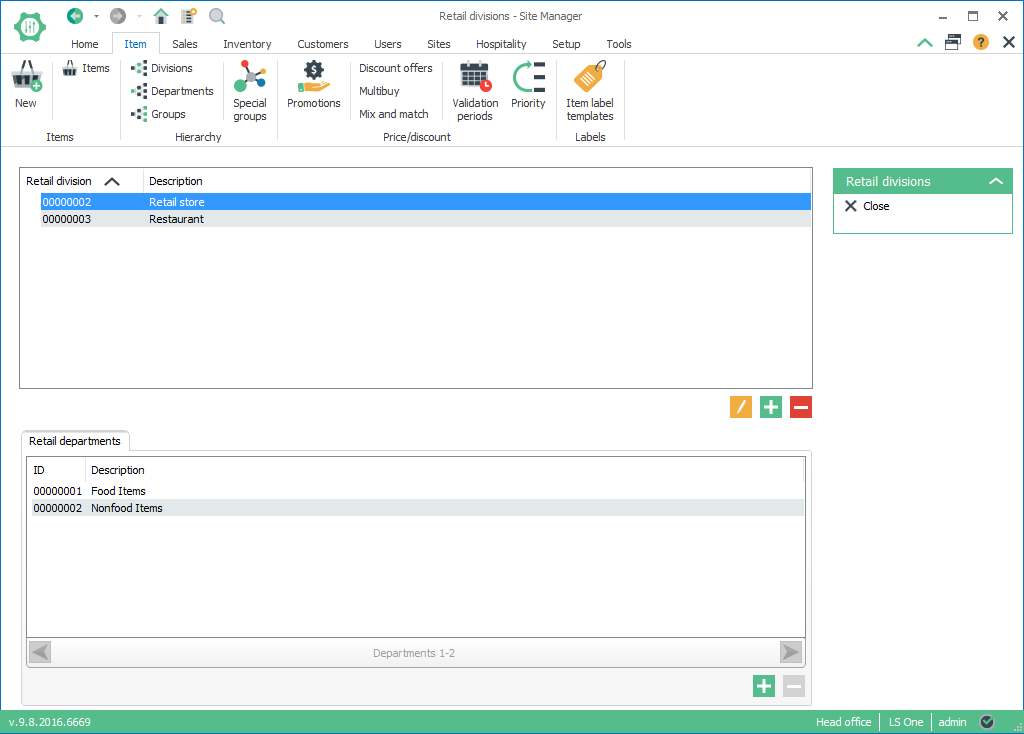 Retail divisions - Site Manager
Home Item Sales Inventory Customers Users Sites Hospitality Setup Tools
?
New
Items
Items
Divisions
Departments
Groups
Special
groups
Hierarchy
$
Promotions
Discount offers
Multibuy
Mix and match
Validation
periods
Priority
Price/discount
Item label
templates
Labels
Retail division Description
00000002 Retail store
00000003 Restaurant
Retail divisions
Close
Retail departments
ID Description
00000001 Food Items
00000002 Nonfood Items
Departments 1-2
v.9.8.2016.6669
Head office LS One admin